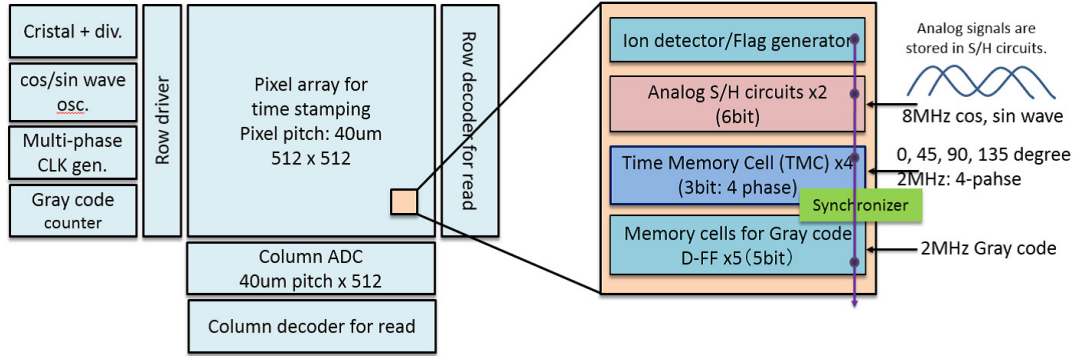 Cristal + div.
cos/sin wave
osc.
Multi-phase
CLK gen.
Gray code
counter
Row driver
Pixel array for
time stamping
Pixel pitch: 40um
512 x 512
Row decoder for read
Column ADC
40um pitch x 512
Column decoder for read
Ion detector/Flag generator
Analog S/H circuits x2
(6bit)
Time Memory Cell (TMC) x4
(3bit: 4 phase)
Synchronizer
Memory cells for Gray code
D-FF x5(5bit)
Analog signals are
stored in S/H circuits.
8MHz cos, sin wave
0, 45, 90, 135 degree
2MHz: 4-pahse
2MHz Gray code